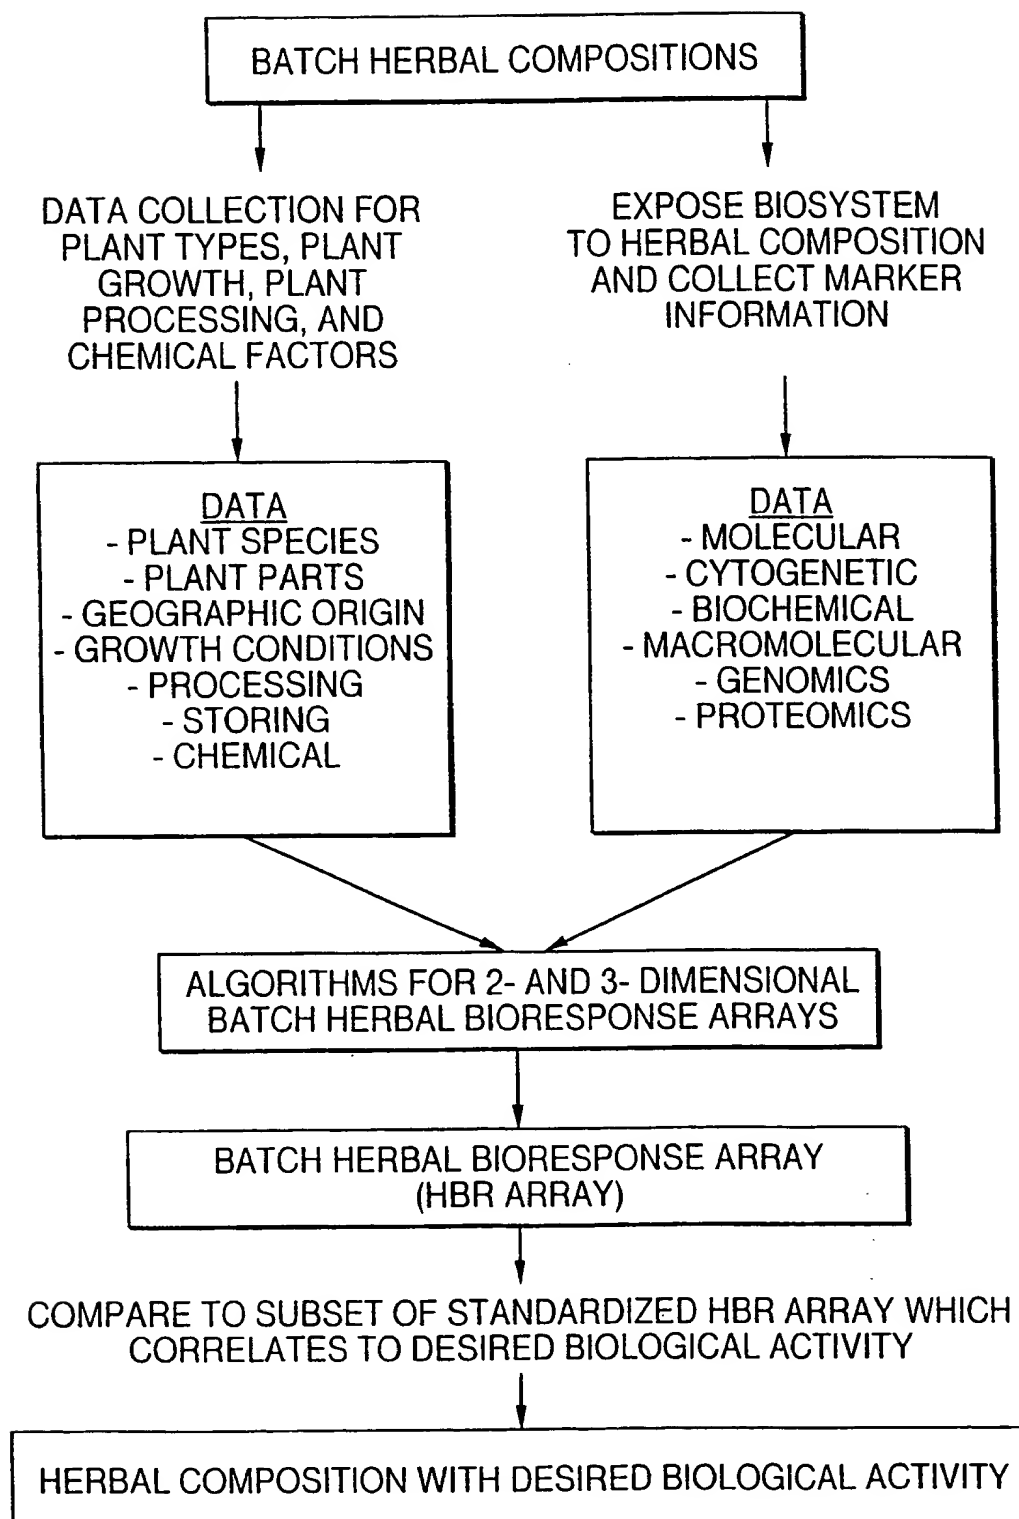 BATCH HERBAL COMPOSITIONS
DATA COLLECTION FOR
PLANT TYPES, PLANT
GROWTH, PLANT
PROCESSING, AND
CHEMICAL FACTORS
EXPOSE BIOSYSTEM
TO HERBAL COMPOSITION
AND COLLECT MARKER
INFORMATION
DATA
- PLANT SPECIES
- PLANT PARTS
- GEOGRAPHIC ORIGIN
- GROWTH CONDITIONS
- PROCESSING
- STORING
- CHEMICAL
DATA
- MOLECULAR
- CYTOGENETIC
- BIOCHEMICAL
- MACROMOLECULAR
- GENOMICS
- PROTEOMICS
ALGORITHMS FOR 2- AND 3- DIMENSIONAL
BATCH HERBAL BIORESPONSE ARRAYS
BATCH HERBAL BIORESPONSE ARRAY
(HBR ARRAY)
COMPARE TO SUBSET OF STANDARDIZED HBR ARRAY WHICH
CORRELATES TO DESIRED BIOLOGICAL ACTIVITY
HERBAL COMPOSITION WITH DESIRED BIOLOGICAL ACTIVITY